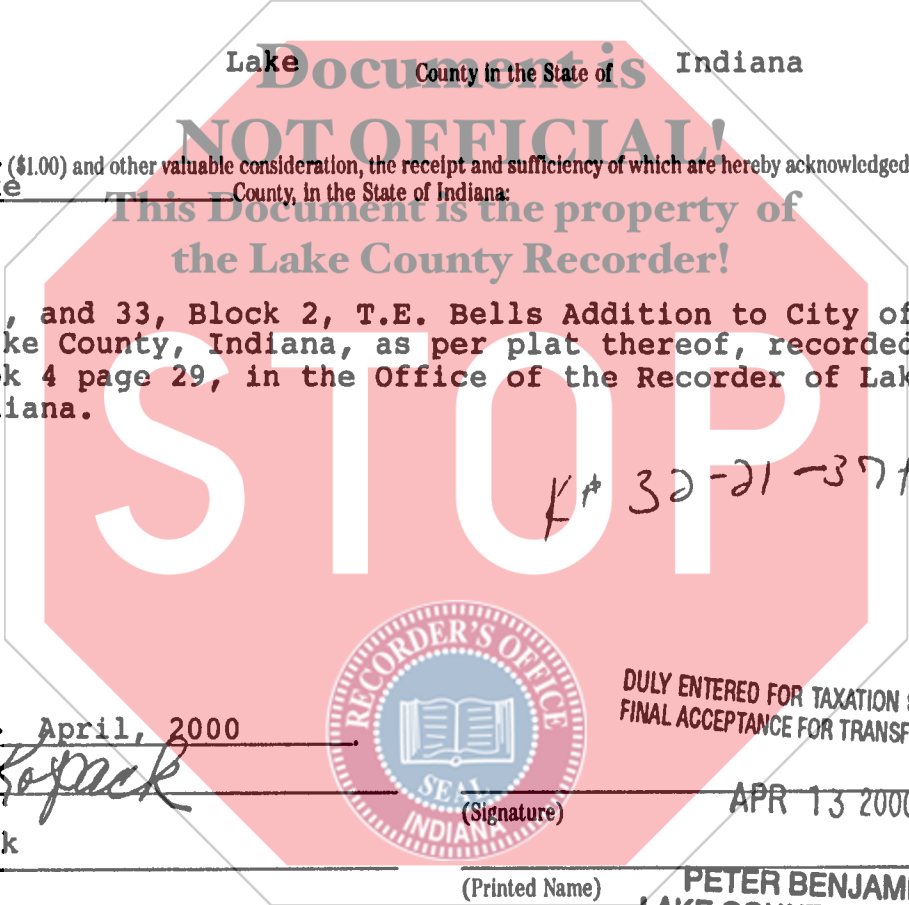 Lake County in the State of Indiana
Document is
NOT OFFICIAL!
($1.00) and other valuable consideration, the receipt and sufficiency of which are hereby acknowledged
County, in the State of Indiana:
This Document is the property of
the Lake County Recorder!
, and 33, Block 2, T.E. Bells Addition to City of
ke County, Indiana, as per plat thereof, recorded
k 4 page 29, in the Office of the Recorder of Lak
iana.
STOP
32-21-37
RECORDER'S OFFICE
SEAL
INDIANA
DULY ENTERED FOR TAXATION
FINAL ACCEPTANCE FOR TRANSF
April, 2000
APR 13 2000
(Signature)
k
(Printed Name)
PETER BENJAM